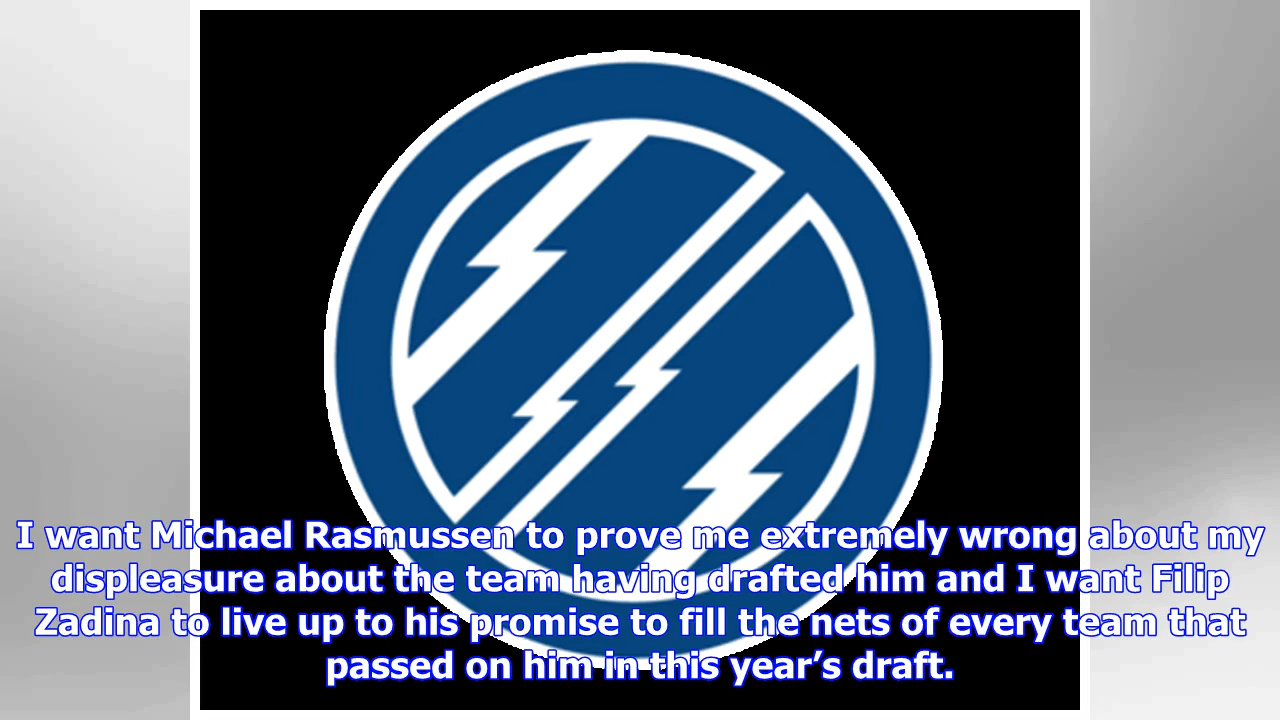 I want Michael Rasmussen to prove me extremely wrong about my
displeasure about the team having drafted him and I want Filip
Zadina to live up to his promise to fill the nets of every team that
passed on him in this year’s draft.